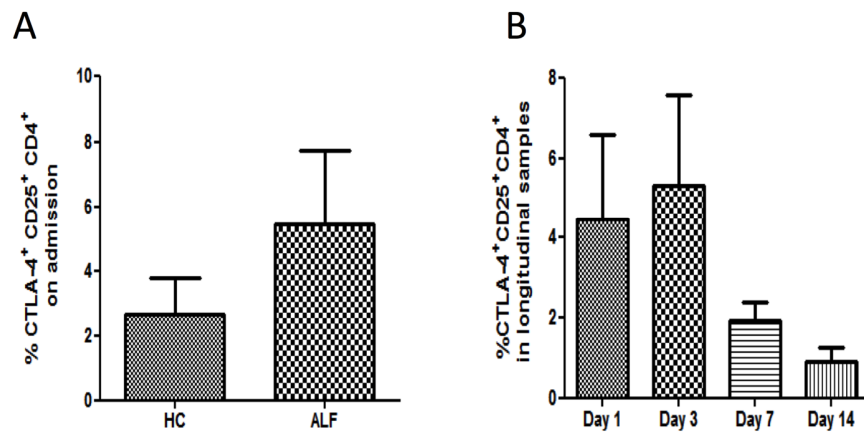 A
% CTLA-4⁺ CD25⁺ CD4⁺
on admission
10
8
6
4
2
0
HC ALF
B
%CTLA-4⁺CD25⁺CD4⁺
in longitudinal samples
8
6
4
2
0
Day 1 Day 3 Day 7 Day 14